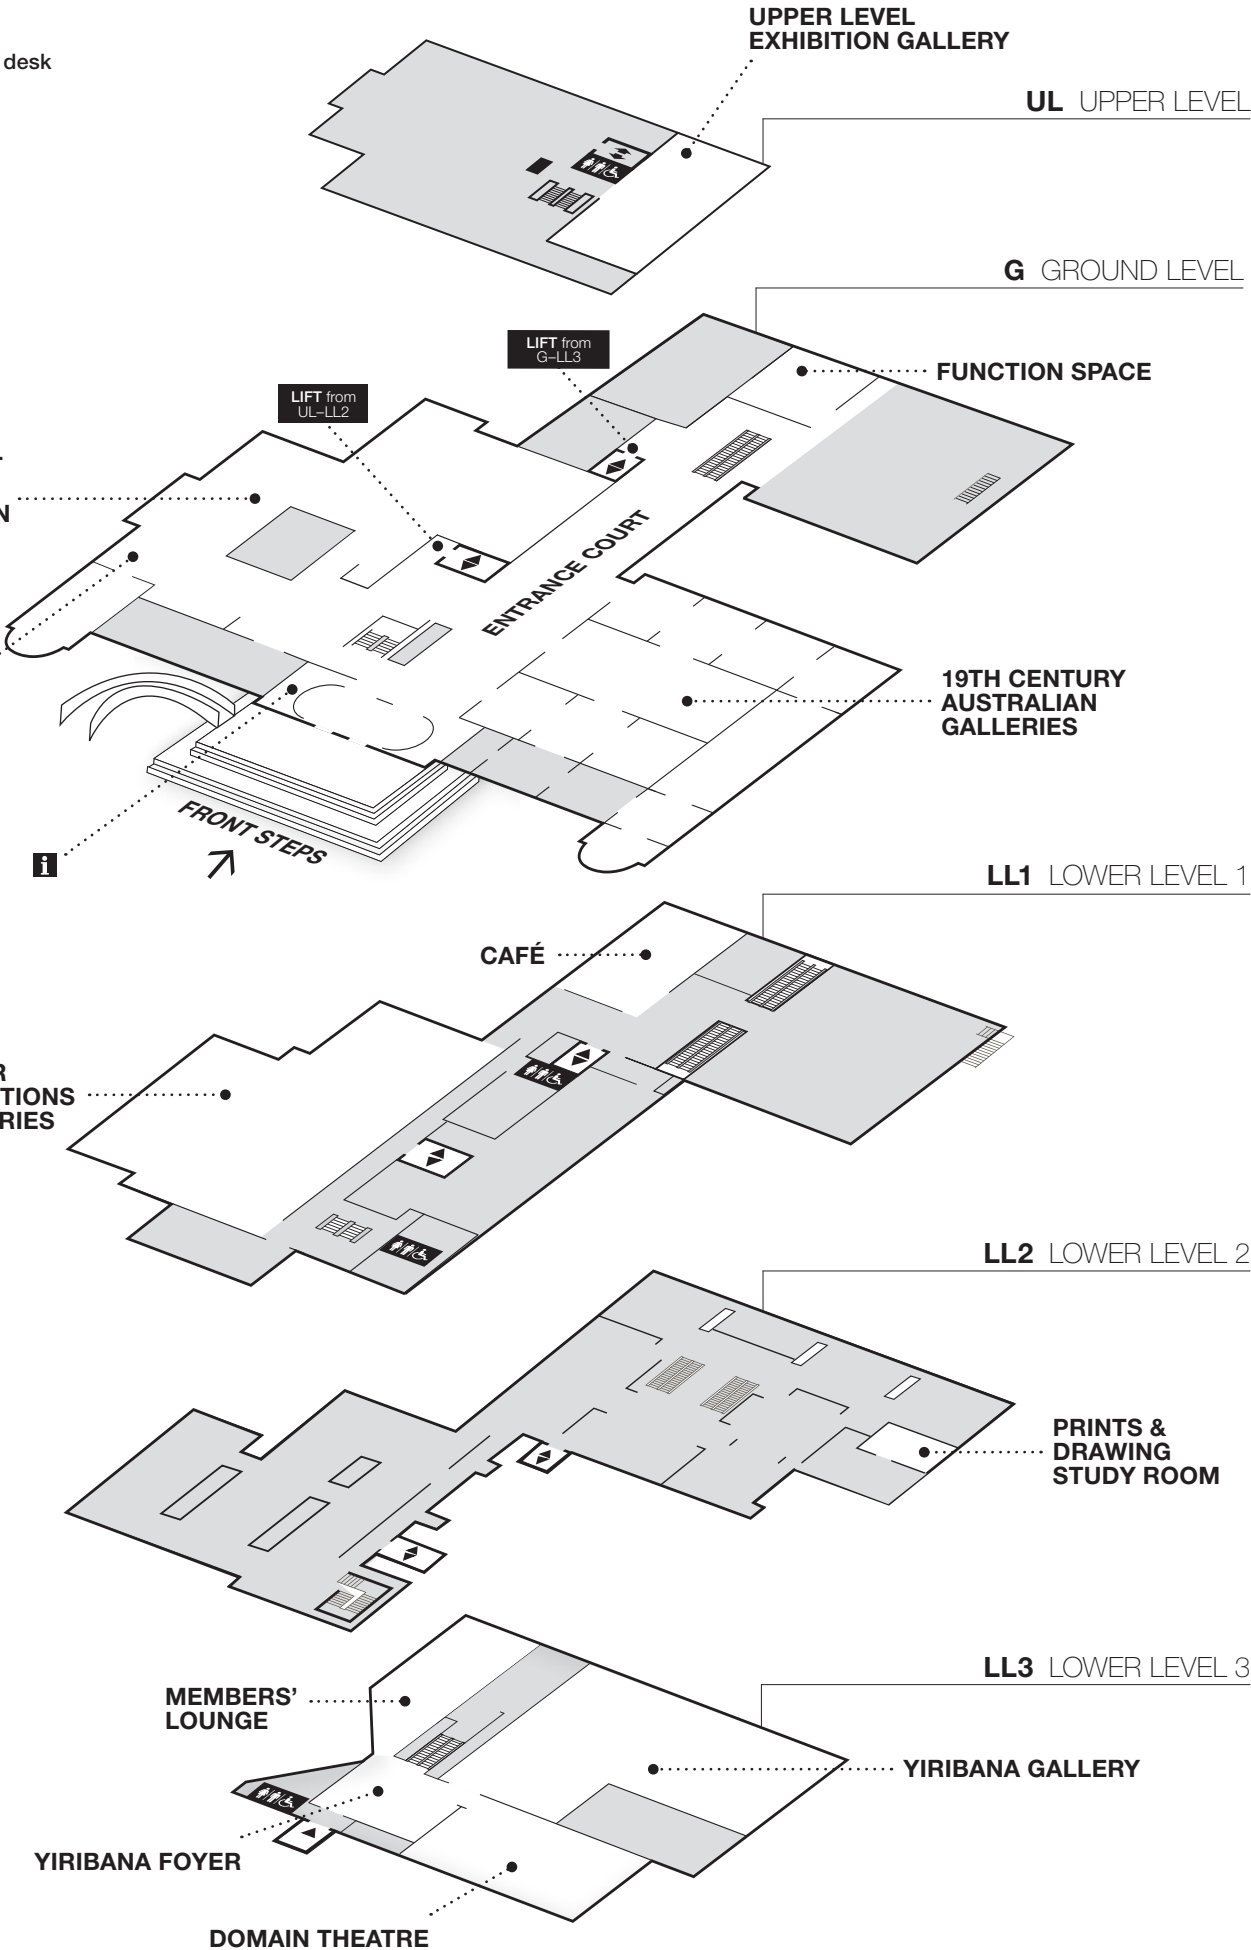 UPPER LEVEL
EXHIBITION GALLERY
desk
UL UPPER LEVEL
G GROUND LEVEL
LIFT from
G–LL3
FUNCTION SPACE
LIFT from
UL–LL2
N
ENTRANCE COURT
19TH CENTURY
AUSTRALIAN
GALLERIES
FRONT STEPS
i
LL1 LOWER LEVEL 1
CAFÉ
R
TIONS
RIES
LL2 LOWER LEVEL 2
PRINTS &
DRAWING
STUDY ROOM
LL3 LOWER LEVEL 3
MEMBERS’
LOUNGE
YIRIBANA GALLERY
YIRIBANA FOYER
DOMAIN THEATRE